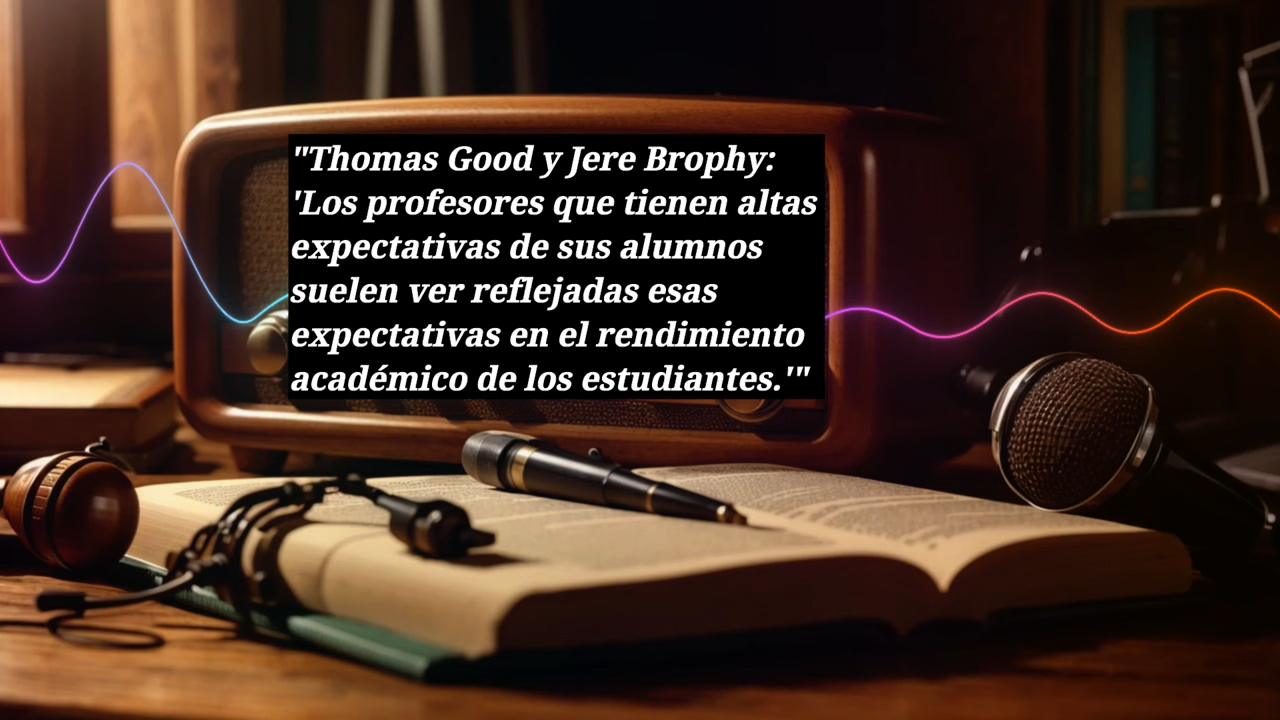 "Thomas Good y Jere Brophy:
'Los profesores que tienen altas
expectativas de sus alumnos
suelen ver reflejadas esas
expectativas en el rendimiento
académico de los estudiantes.'"